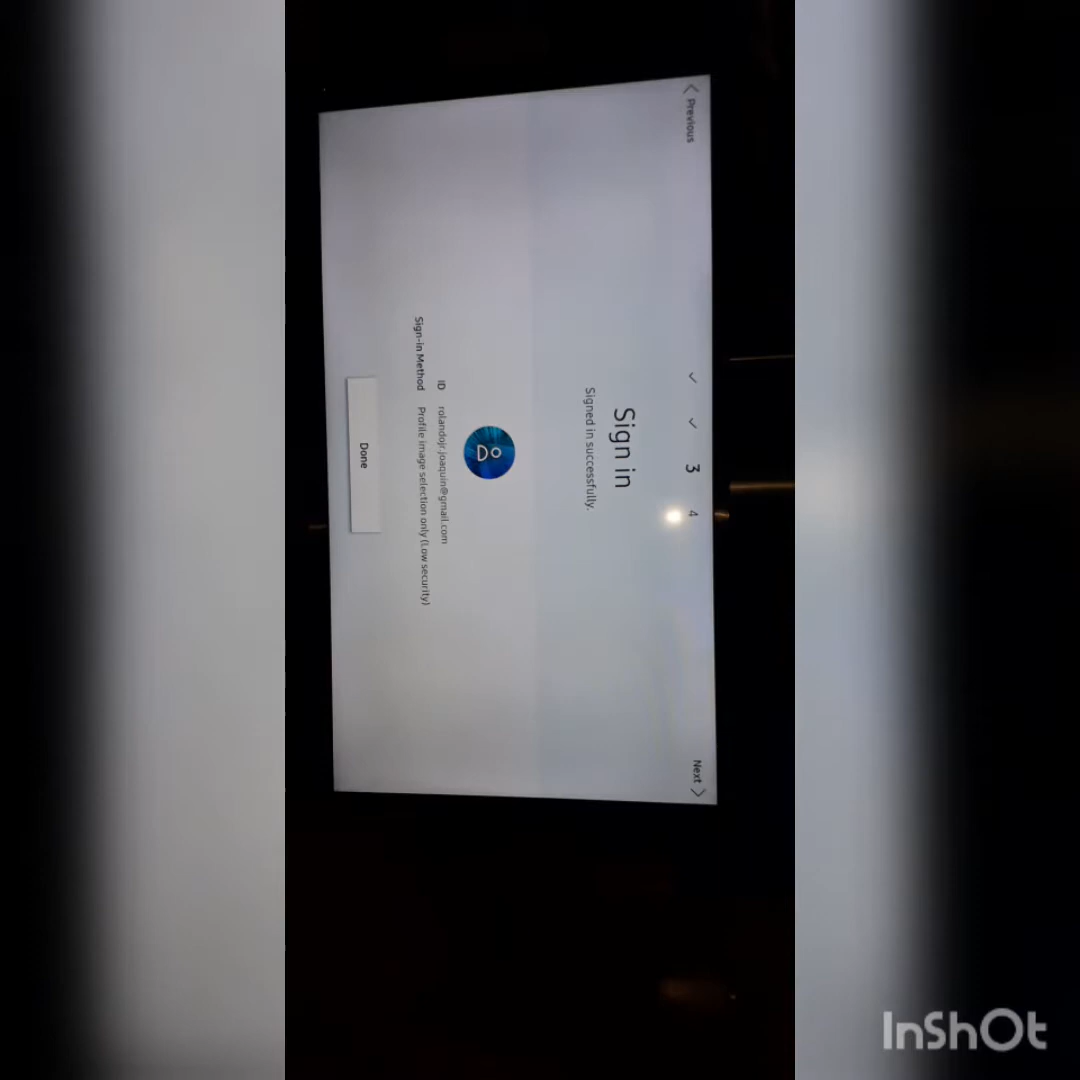 Previous
3
4
Next
Sign in
Signed in successfully.
ID rolandojr.joaquin@gmail.com
Sign-in Method Profile image selection only (Low security)
Done
InShOt